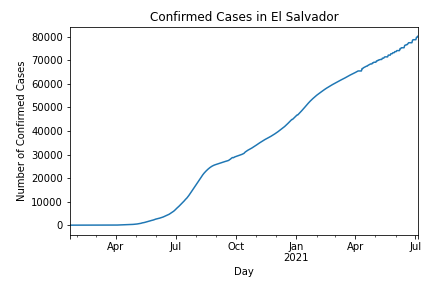 Confirmed Cases in El Salvador
80000
70000
60000
50000
40000
30000
20000
10000
0
Number of Confirmed Cases
Apr Jul Oct Jan Apr Jul
2021
Day